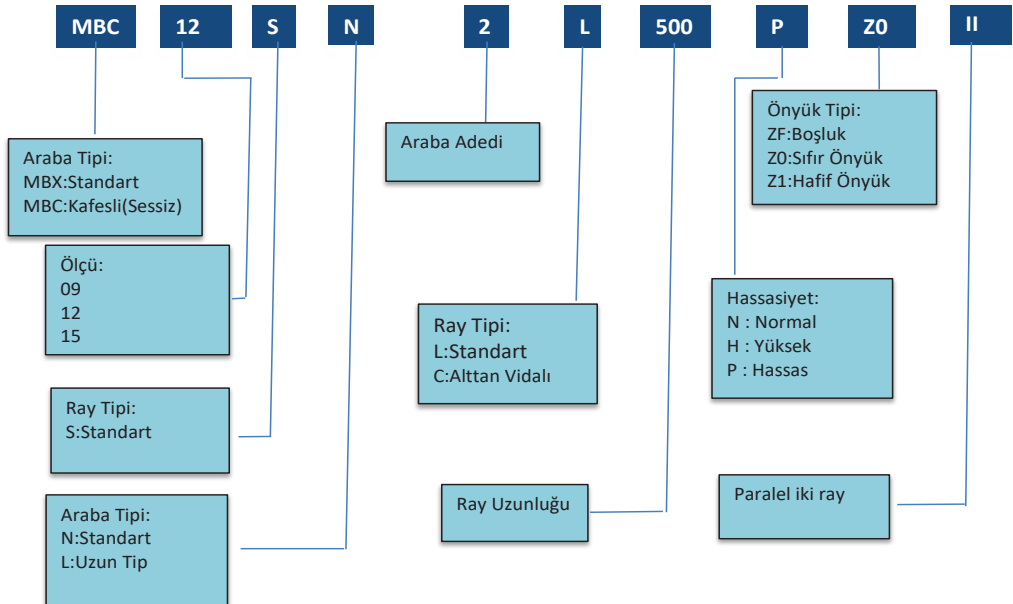 MBC 12 S N 2 L 500 P Z0 II
Araba Tipi:
MBX:Standart
MBC:Kafesli(Sessiz)
Ölçü:
09
12
15
Ray Tipi:
S:Standart
Araba Tipi:
N:Standart
L:Uzun Tip
Araba Adedi
Ray Tipi:
L:Standart
C:Alttan Vidalı
Ray Uzunluğu
Önyük Tipi:
ZF:Boşluk
Z0:Sıfır Önyük
Z1:Hafif Önyük
Hassasiyet:
N : Normal
H : Yüksek
P : Hassas
Paralel iki ray